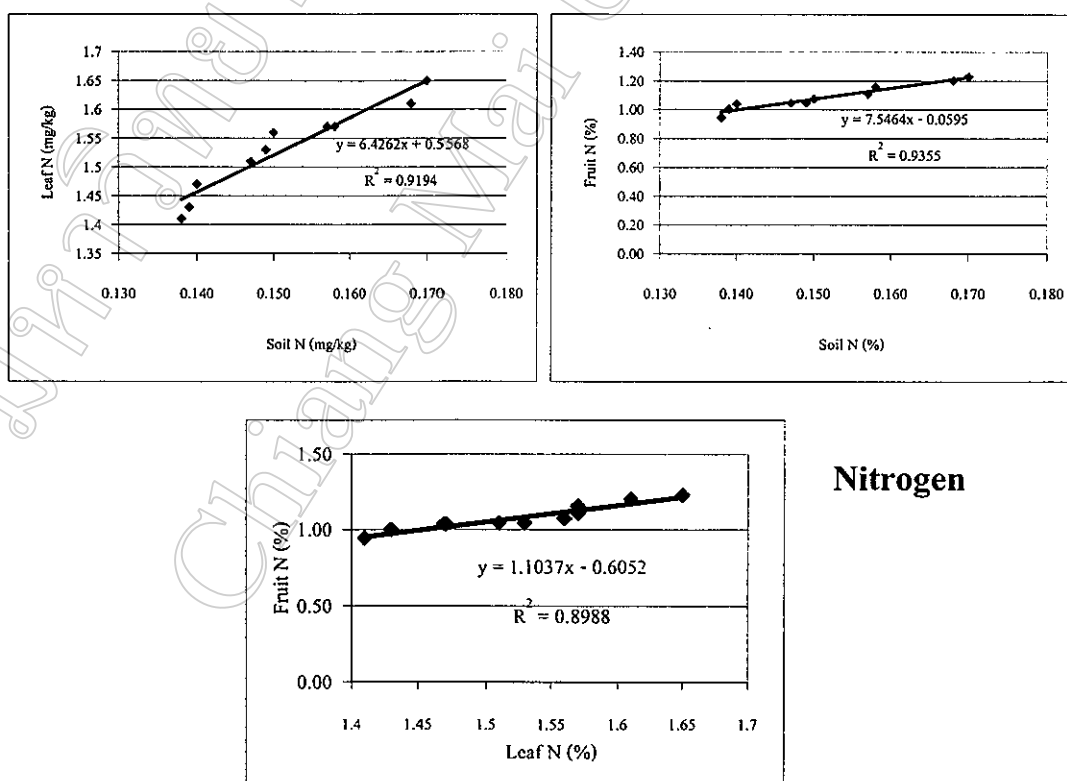 1.7
1.65
1.6
1.55
1.5
1.45
1.4
1.35
Leaf N (mg/kg)
y = 6.4262x + 0.5568
R² = 0.9194
0.130 0.140 0.150 0.160 0.170 0.180
Soil N (mg/kg)
1.40
1.20
1.00
0.80
0.60
0.40
0.20
0.00
Fruit N (%)
y = 7.5464x - 0.0595
R² = 0.9355
0.130 0.140 0.150 0.160 0.170 0.180
Soil N (%)
1.50
1.00
0.50
0.00
Fruit N (%)
y = 1.1037x - 0.6052
R² = 0.8988
1.4 1.45 1.5 1.55 1.6 1.65 1.7
Leaf N (%)
Nitrogen
Chiang Mai